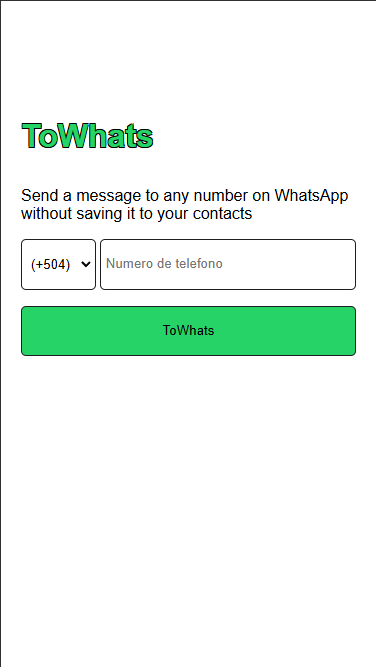 ToWhats
Send a message to any number on WhatsApp
without saving it to your contacts
(+504) Numero de telefono
ToWhats